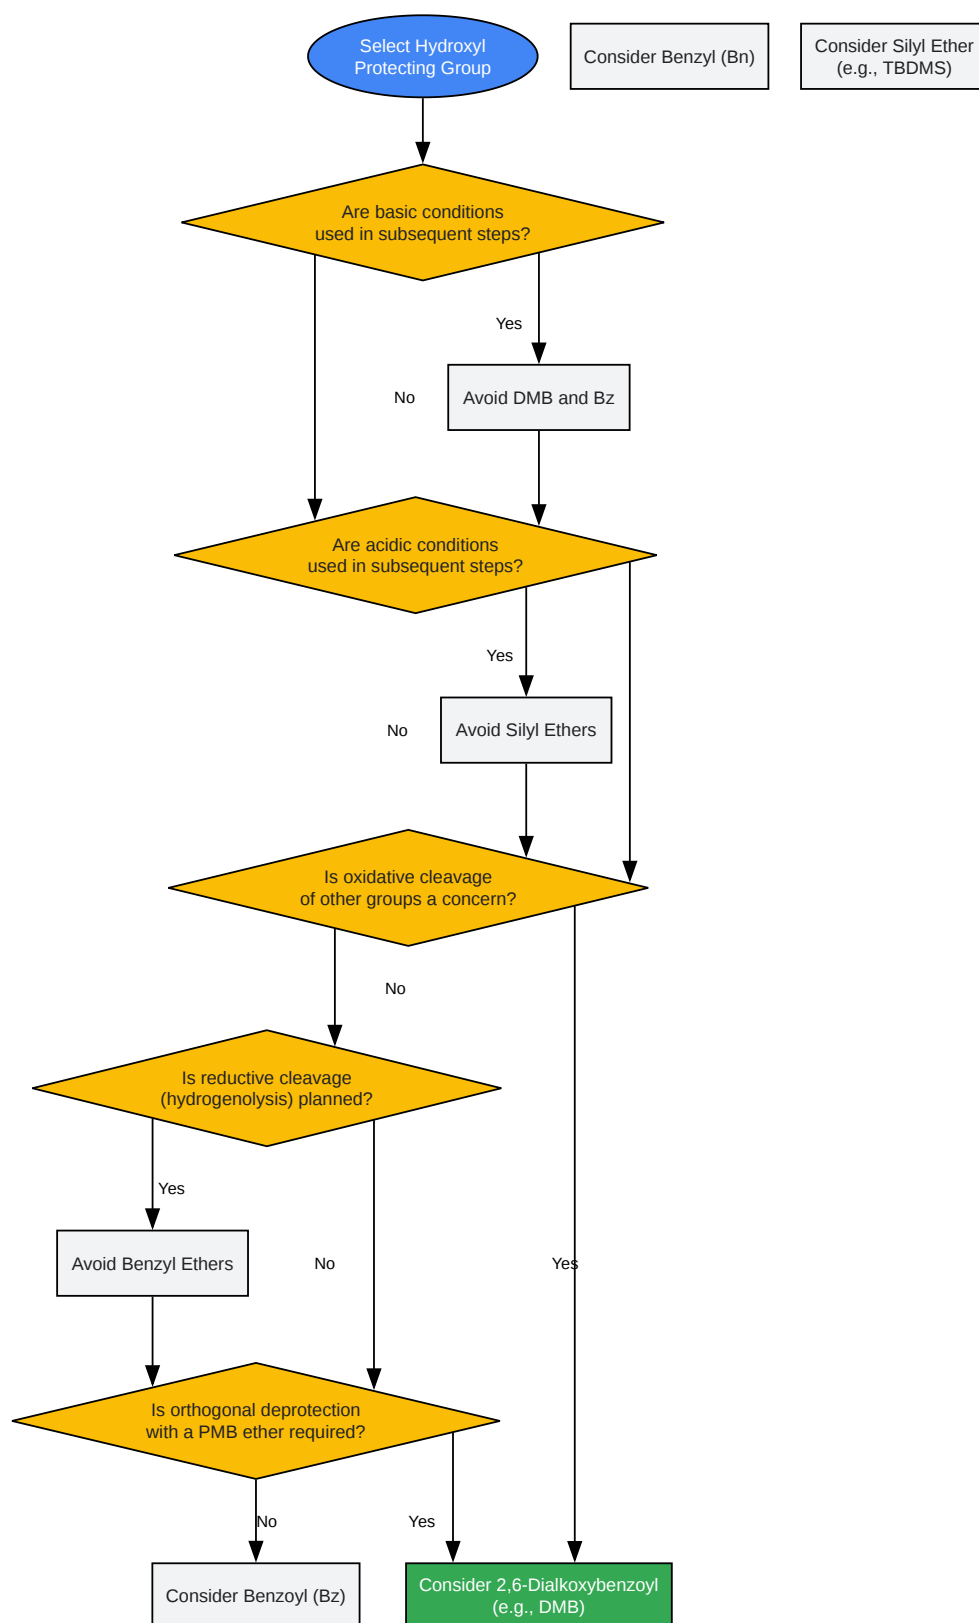 Select Hydroxyl
Protecting Group
Consider Benzyl (Bn)
Consider Silyl Ether
(e.g., TBDMS)
Are basic conditions
used in subsequent steps?
Yes
No
Avoid DMB and Bz
Are acidic conditions
used in subsequent steps?
Yes
No
Avoid Silyl Ethers
Is oxidative cleavage
of other groups a concern?
No
Is reductive cleavage
(hydrogenolysis) planned?
Yes
Avoid Benzyl Ethers
No
Yes
Is orthogonal deprotection
with a PMB ether required?
No
Yes
Consider Benzoyl (Bz)
Consider 2,6-Dialkoxybenzoyl
(e.g., DMB)